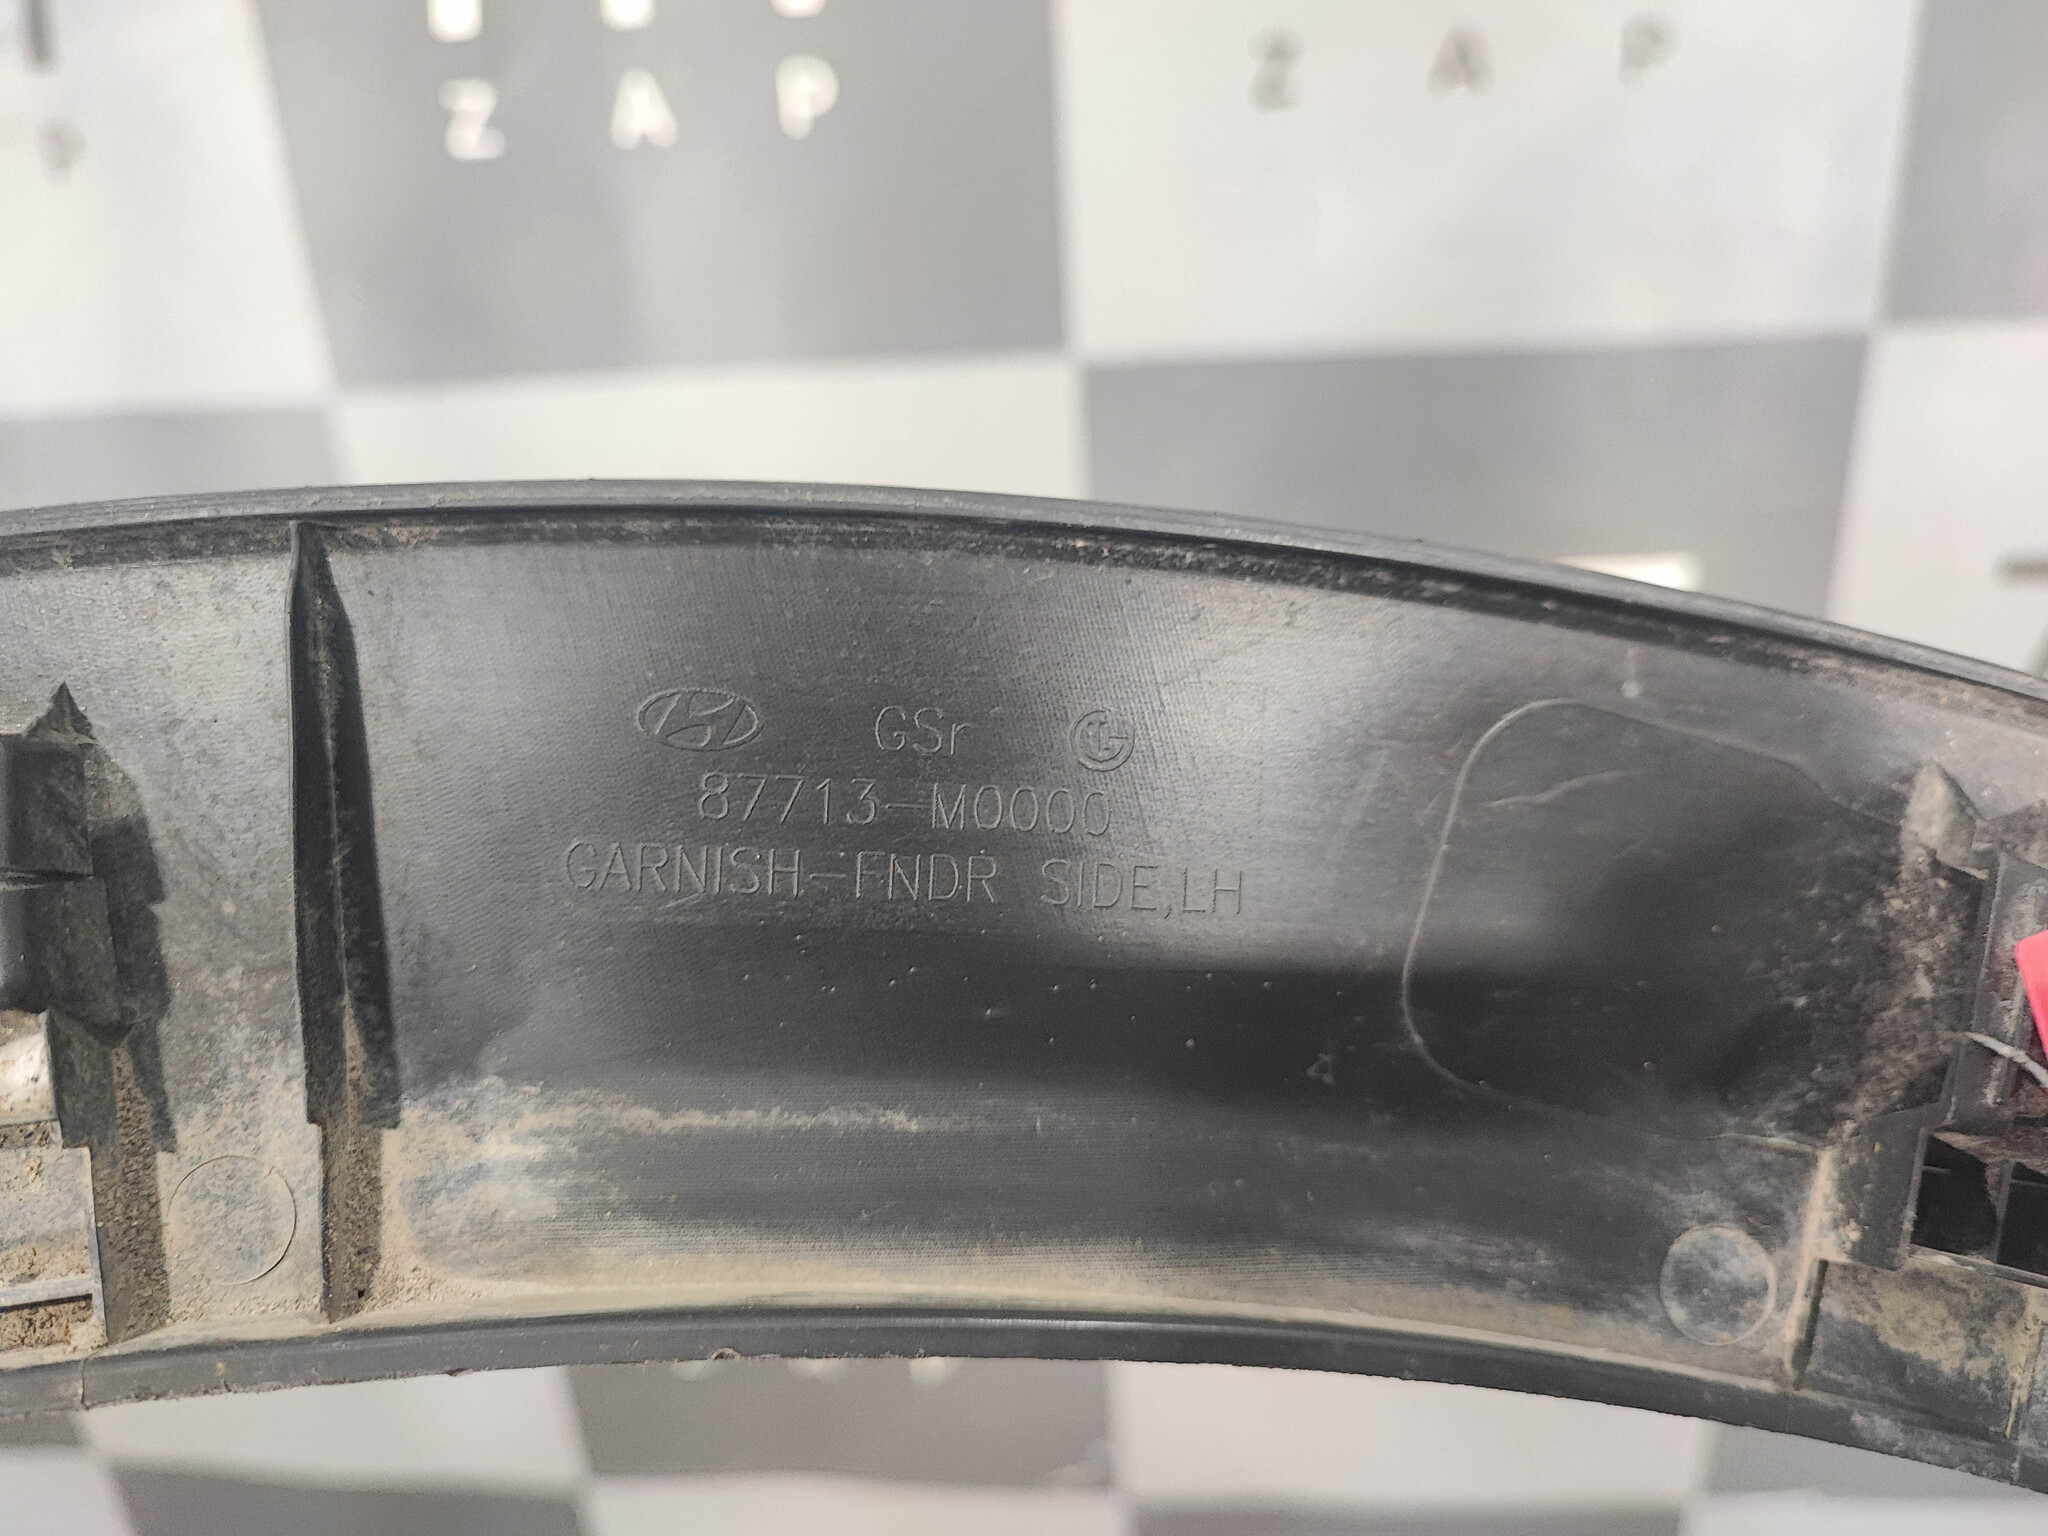 Z A P
Z A P
P
GSr
87713-M0000
GARNISH-FNDR SIDE,LH